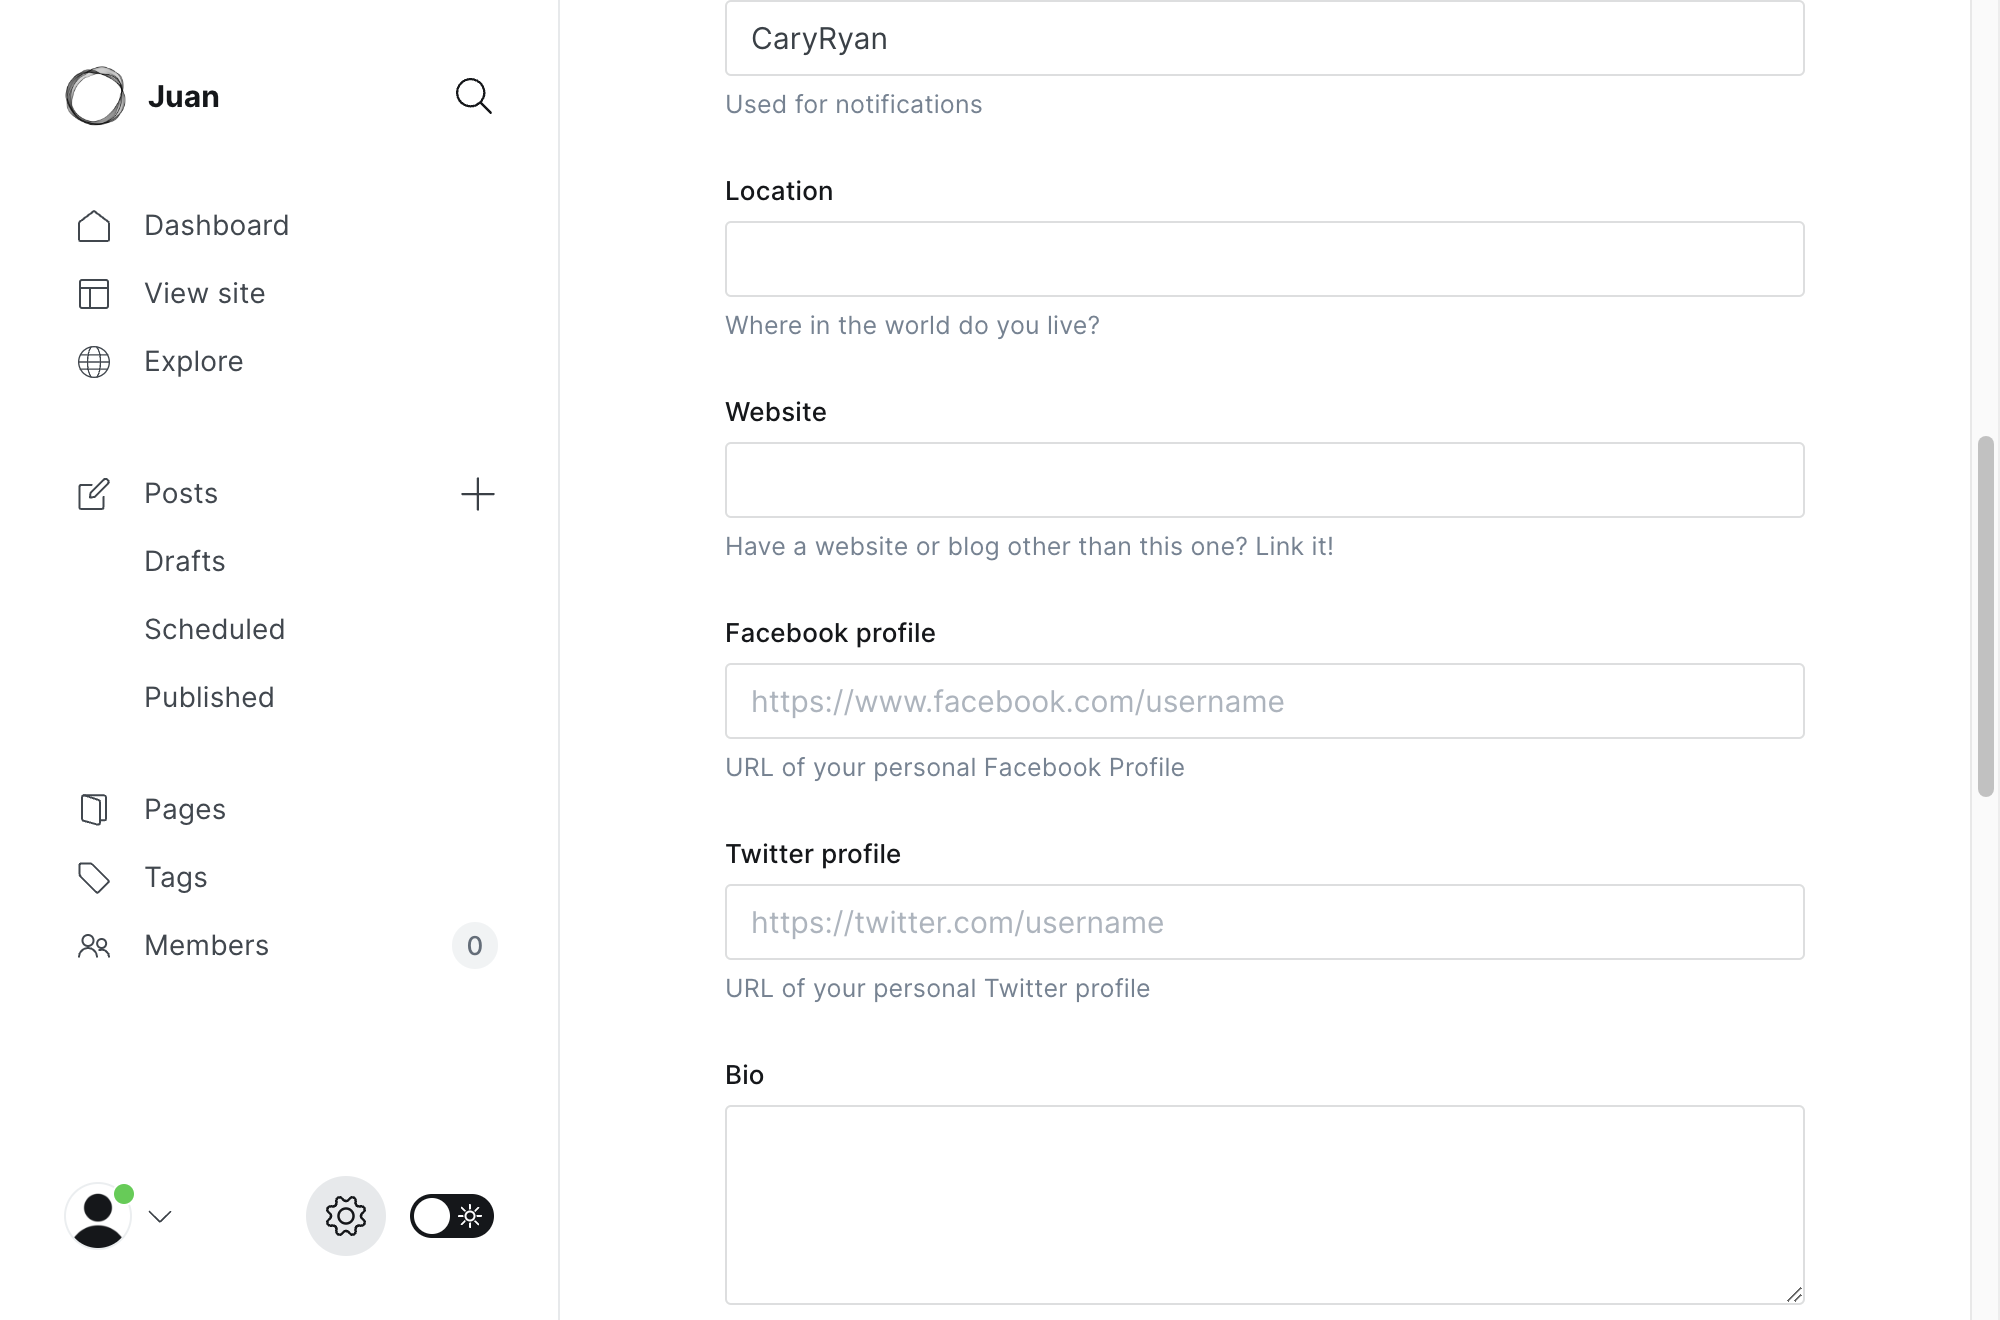 Juan
Dashboard
View site
Explore
Posts
Drafts
Scheduled
Published
Pages
Tags
Members
0
CaryRyan
Used for notifications
Location
Where in the world do you live?
Website
Have a website or blog other than this one? Link it!
Facebook profile
https://www.facebook.com/username
URL of your personal Facebook Profile
Twitter profile
https://twitter.com/username
URL of your personal Twitter profile
Bio